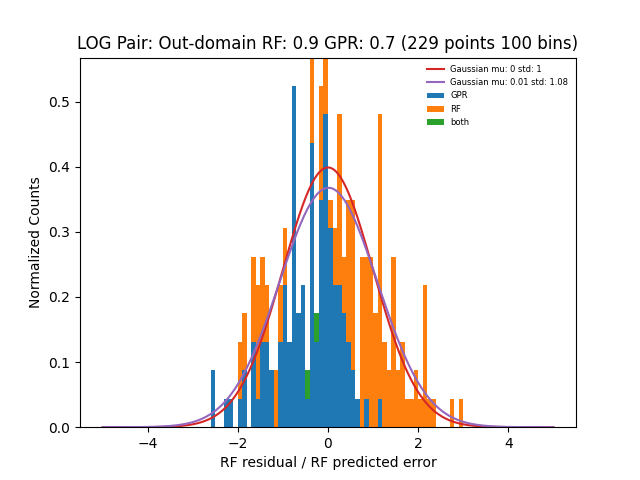 LOG Pair: Out-domain RF: 0.9 GPR: 0.7 (229 points 100 bins)
Gaussian mu: 0 std: 1
Gaussian mu: 0.01 std: 1.08
GPR
RF
both
Normalized Counts
0.5
0.4
0.3
0.2
0.1
0.0
−4 −2 0 2 4
RF residual / RF predicted error